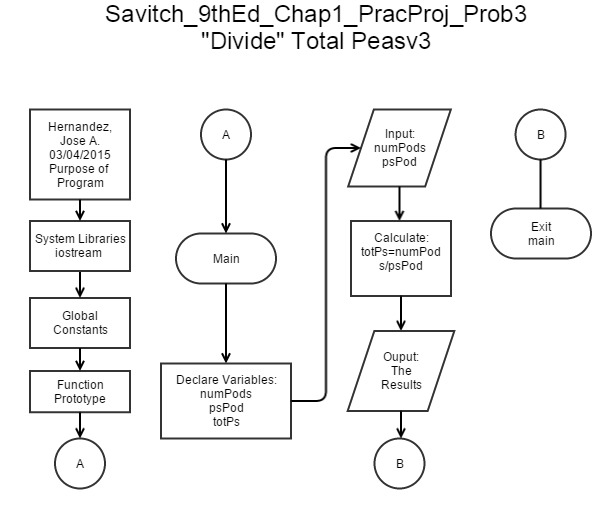 Savitch_9thEd_Chap1_PracProj_Prob3
"Divide" Total Peasv3
Hernandez,
Jose A.
03/04/2015
Purpose of
Program
System Libraries
iostream
Global
Constants
Function
Prototype
A
A
Main
Declare Variables:
numPods
psPod
totPs
Input:
numPods
psPod
Calculate:
totPs=numPod
s/psPod
Ouput:
The
Results
B
B
Exit
main